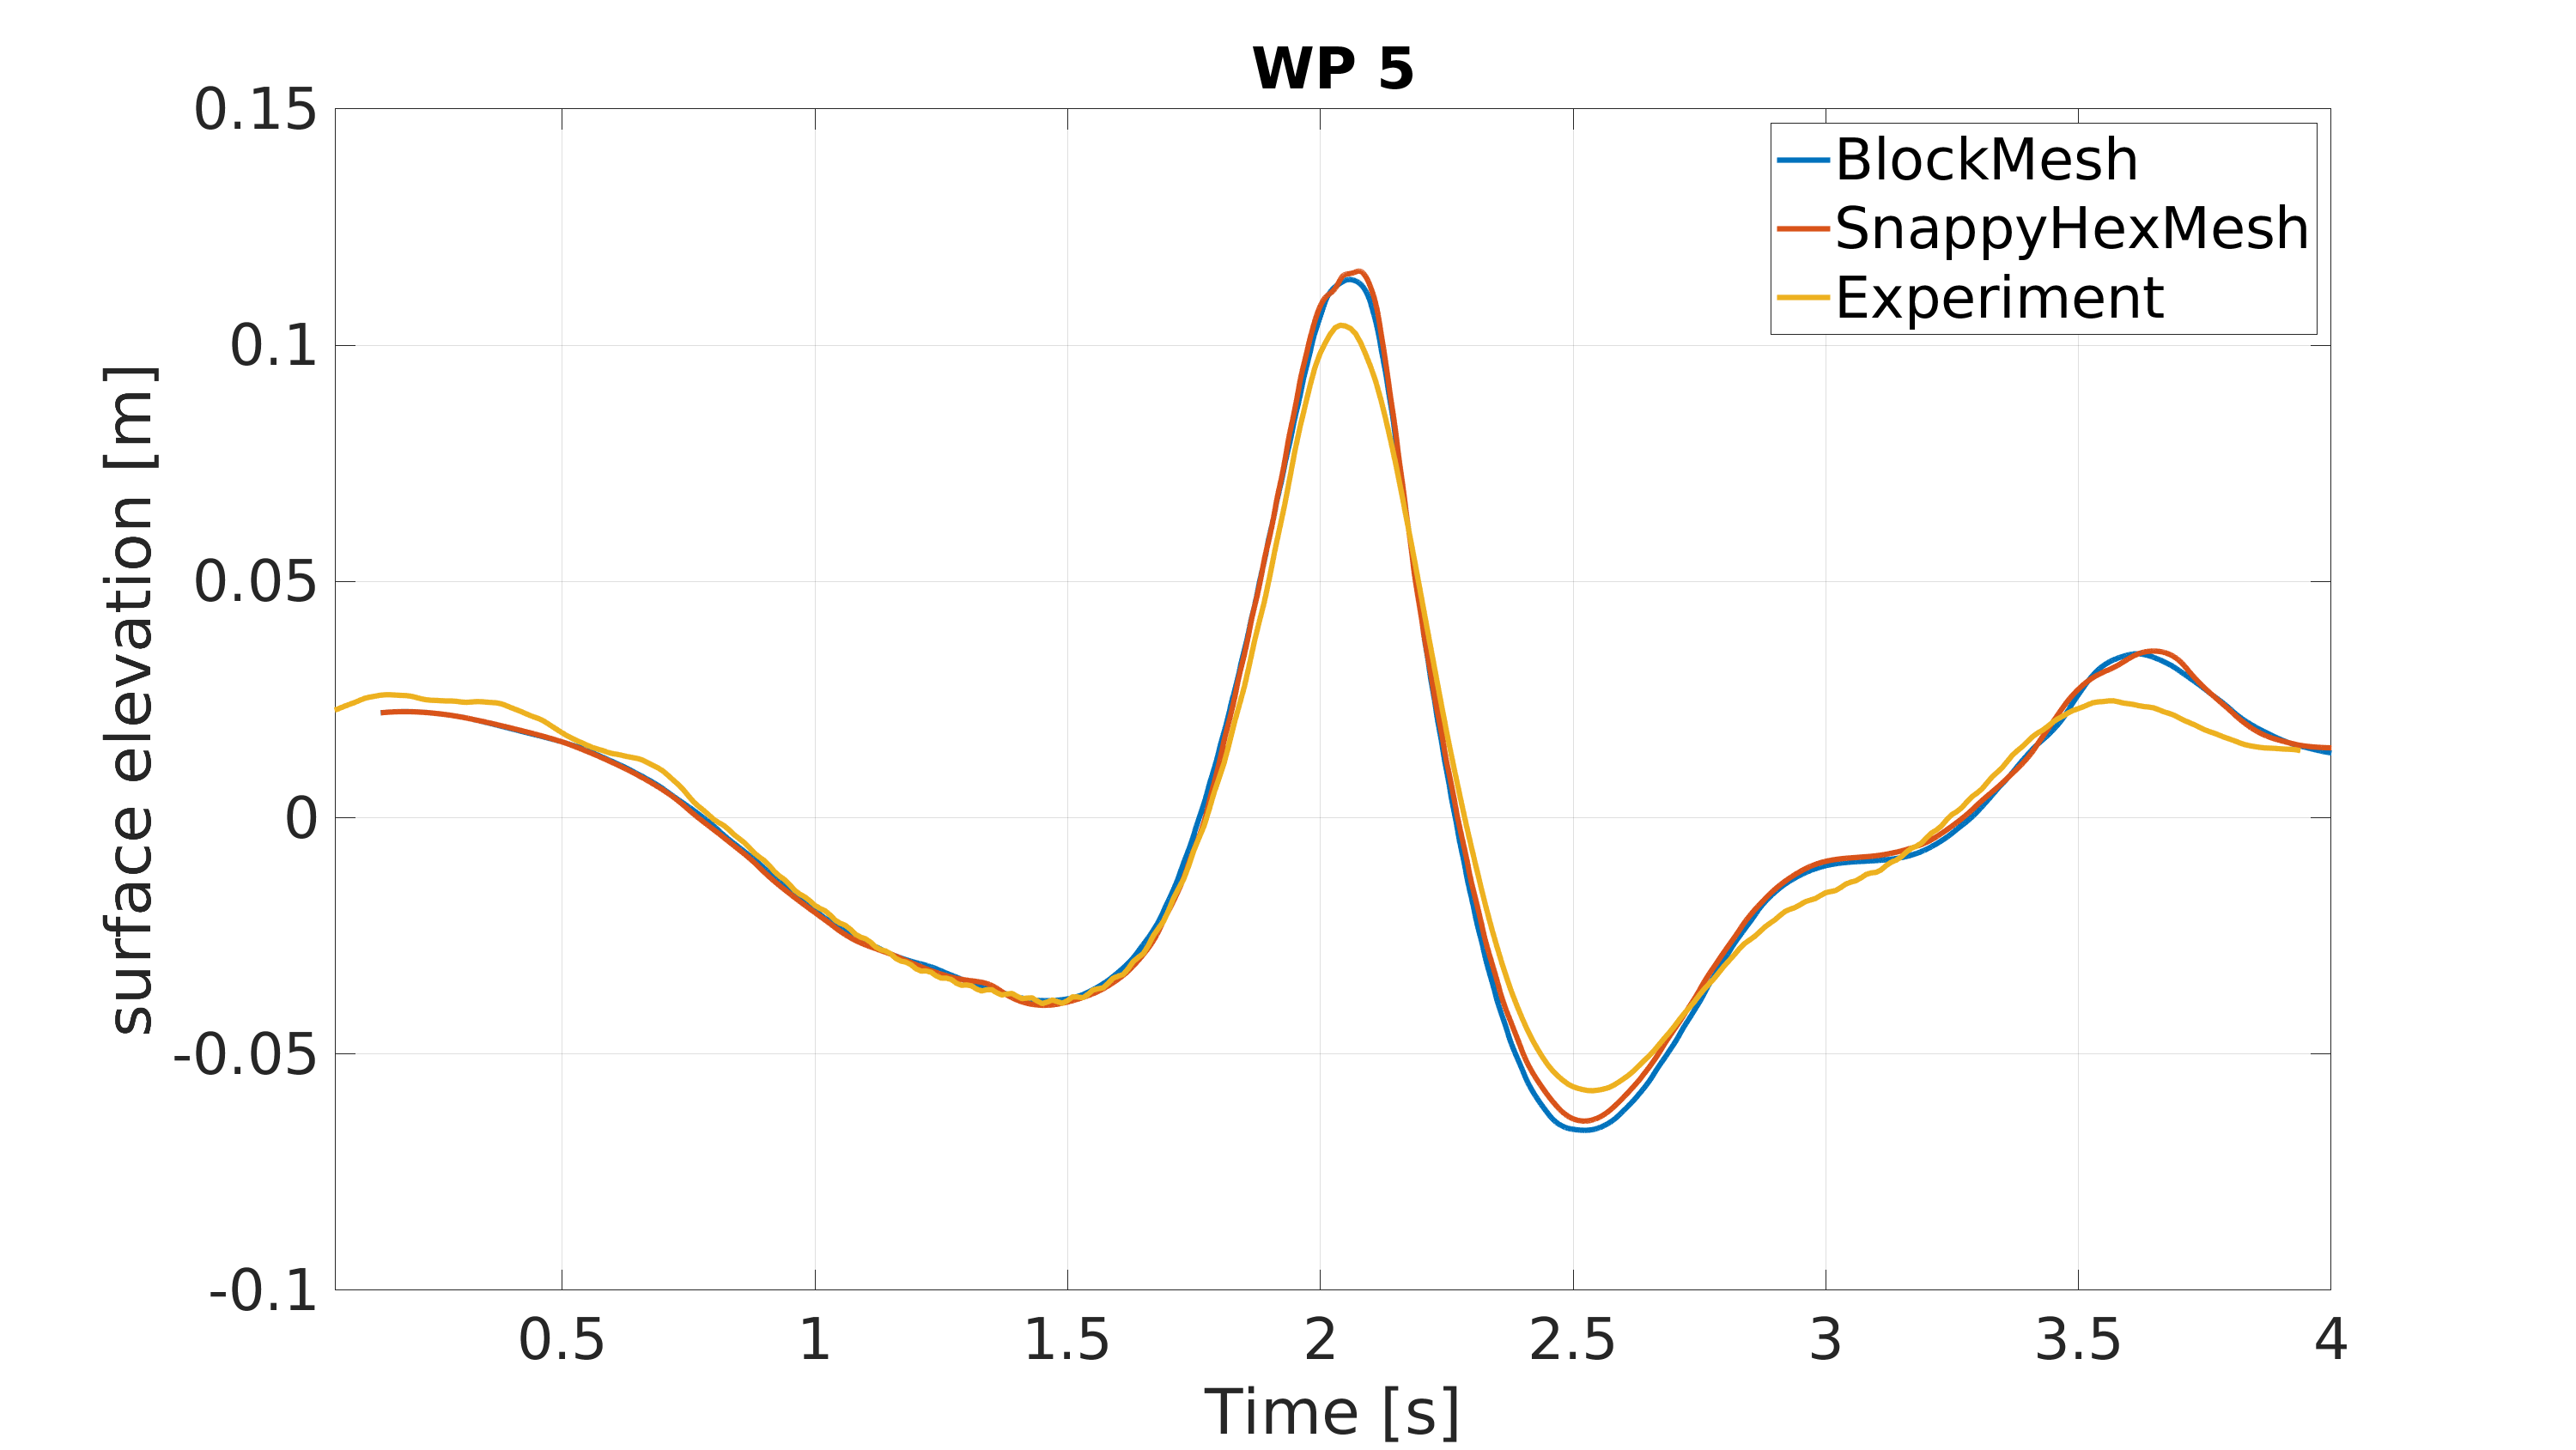 WP 5
0.15
0.1
0.05
0
-0.05
-0.1
surface elevation [m]
BlockMesh
SnappyHexMesh
Experiment
0.5 1 1.5 2 2.5 3 3.5 4
Time [s]